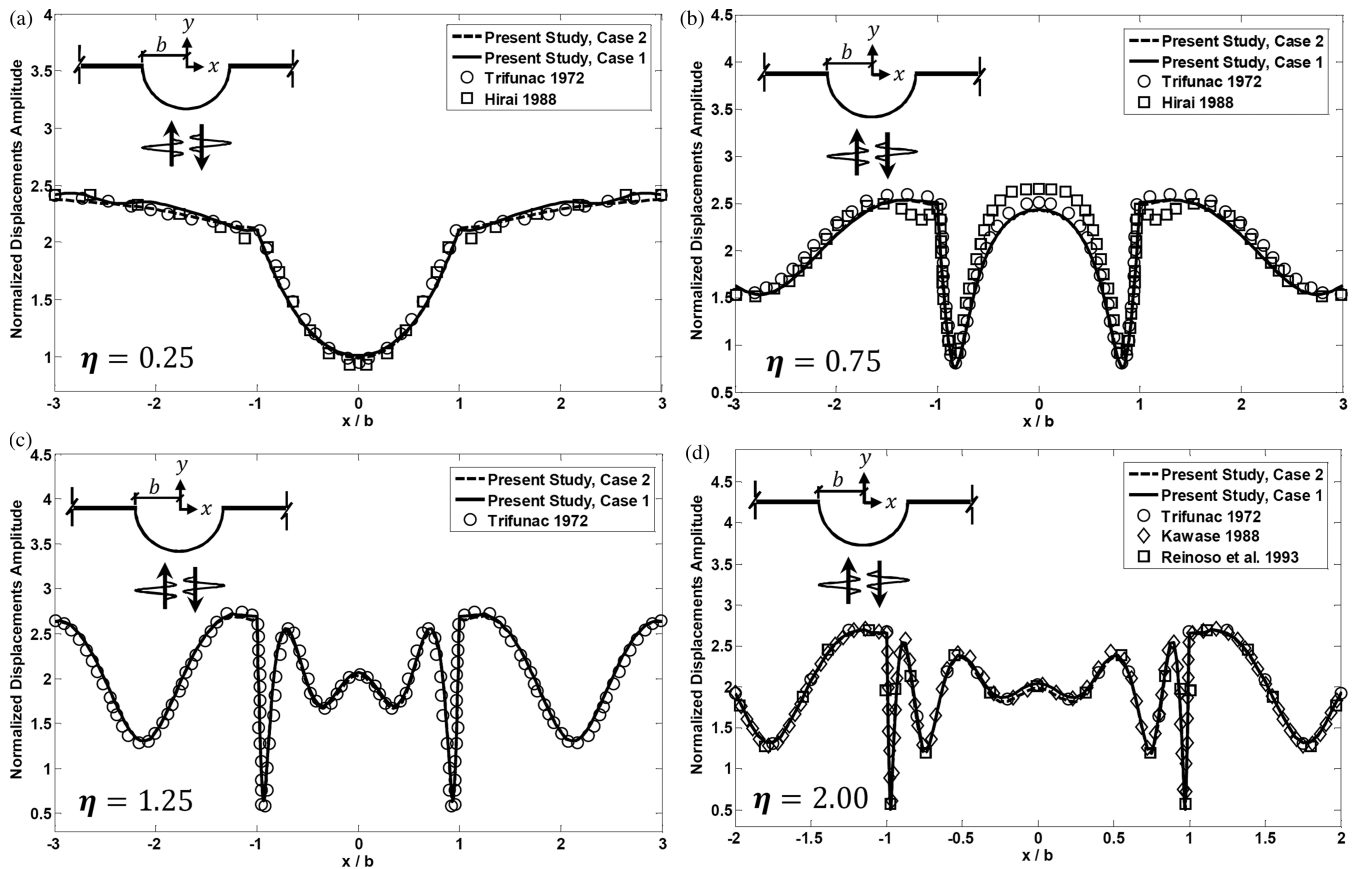 (a)
4
3.5
3
2.5
2
1.5
1
Normalized Displacements Amplitude
y
b
x
Present Study, Case 2
Present Study, Case 1
Trifunac 1972
Hirai 1988
η = 0.25
-3 -2 -1 0 1 2 3
x / b
(b)
4.5
4
3.5
3
2.5
2
1.5
1
0.5
Normalized Displacements Amplitude
y
b
x
Present Study, Case 2
Present Study, Case 1
Trifunac 1972
Hirai 1988
η = 0.75
-3 -2 -1 0 1 2 3
x / b
(c)
4.5
4
3.5
3
2.5
2
1.5
1
0.5
Normalized Displacements Amplitude
y
b
x
Present Study, Case 2
Present Study, Case 1
Trifunac 1972
η = 1.25
-3 -2 -1 0 1 2 3
x / b
(d)
4.5
4
3.5
3
2.5
2
1.5
1
0.5
Normalized Displacements Amplitude
y
b
x
Present Study, Case 2
Present Study, Case 1
Trifunac 1972
Kawase 1988
Reinoso et al. 1993
η = 2.00
-2 -1.5 -1 -0.5 0 0.5 1 1.5 2
x / b